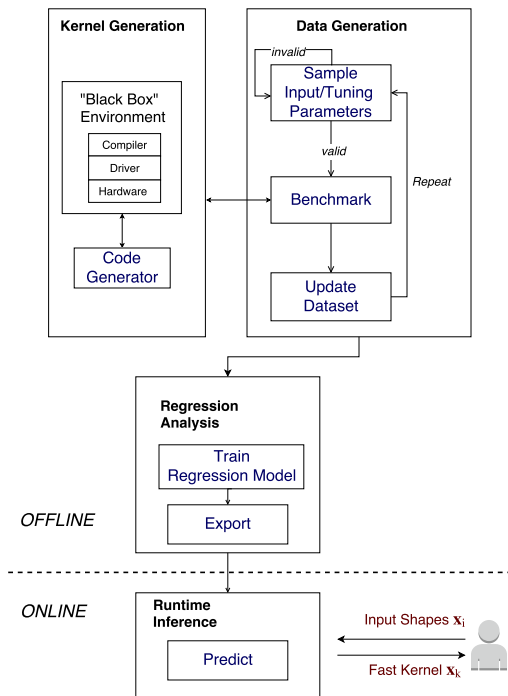 Kernel Generation
"Black Box"
Environment
Compiler
Driver
Hardware
Code
Generator
Data Generation
invalid
Sample
Input/Tuning
Parameters
valid
Repeat
Benchmark
Update
Dataset
Regression
Analysis
Train
Regression Model
Export
OFFLINE
ONLINE
Runtime
Inference
Predict
Input Shapes xi
Fast Kernel xk